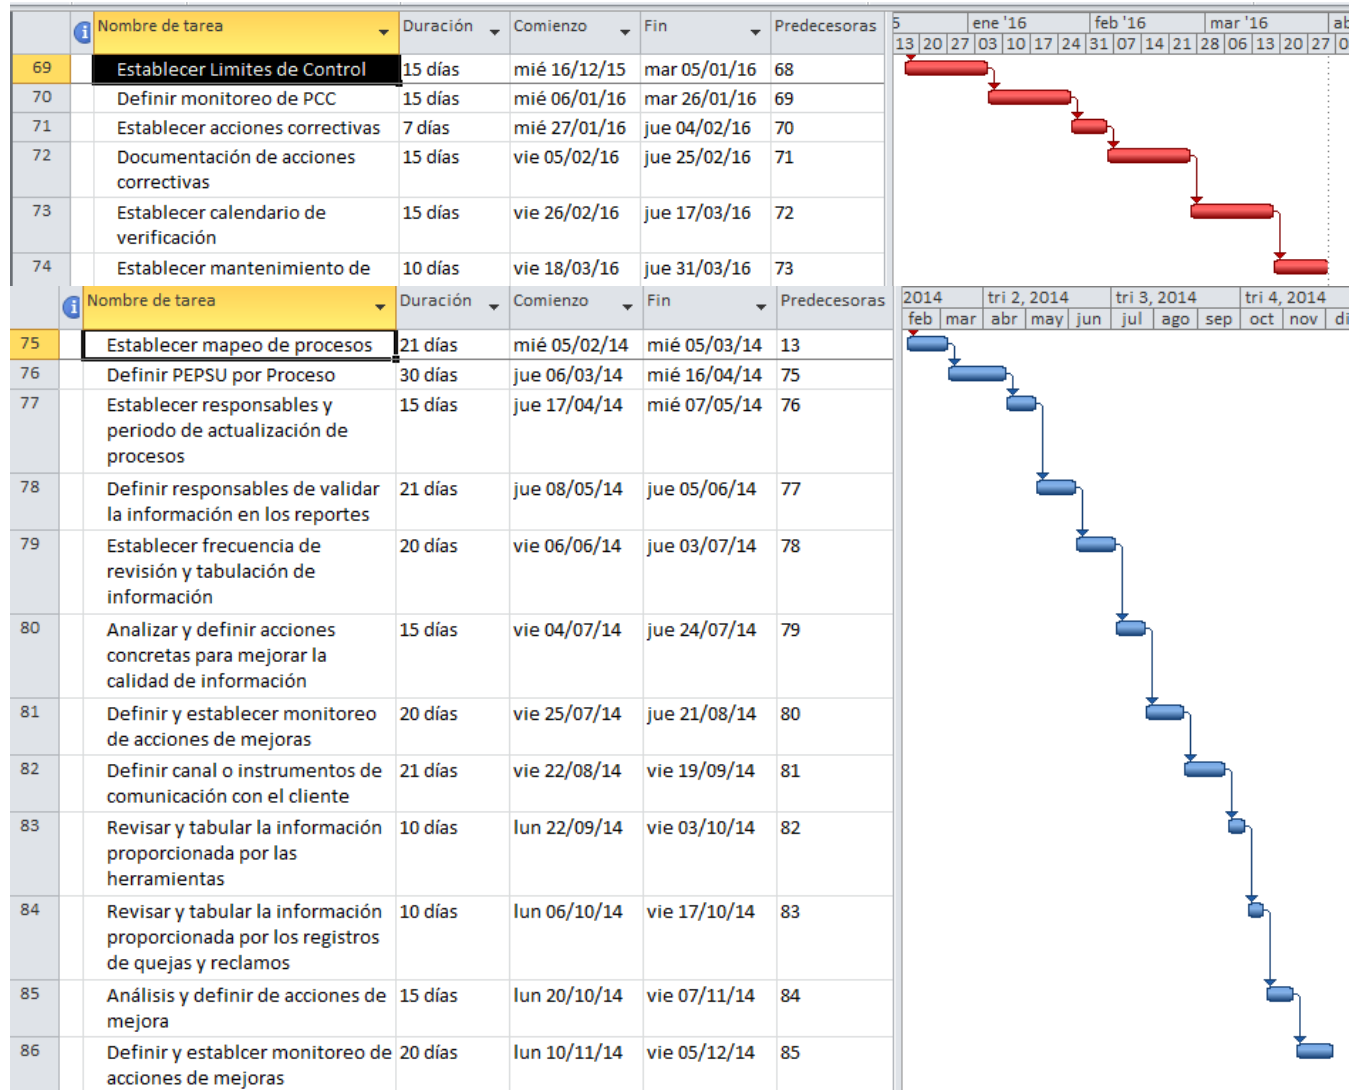 Nombre de tarea Duración Comienzo Fin Predecesoras 5 ene '16 feb '16 mar '16 ab
13 20 27 03 10 17 24 31 07 14 21 28 06 13 20 27 0
69 Establecer Limites de Control 15 días mié 16/12/15 mar 05/01/16 68
70 Definir monitoreo de PCC 15 días mié 06/01/16 mar 26/01/16 69
71 Establecer acciones correctivas 7 días mié 27/01/16 jue 04/02/16 70
72 Documentación de acciones 15 días vie 05/02/16 jue 25/02/16 71
correctivas
73 Establecer calendario de 15 días vie 26/02/16 jue 17/03/16 72
verificación
74 Establecer mantenimiento de 10 días vie 18/03/16 jue 31/03/16 73
Nombre de tarea Duración Comienzo Fin Predecesoras 2014 tri 2, 2014 tri 3, 2014 tri 4, 2014
feb mar abr may jun jul ago sep oct nov di
75 Establecer mapeo de procesos 21 días mié 05/02/14 mié 05/03/14 13
76 Definir PEPSU por Proceso 30 días jue 06/03/14 mié 16/04/14 75
77 Establecer responsables y 15 días jue 17/04/14 mié 07/05/14 76
periodo de actualización de
procesos
78 Definir responsables de validar 21 días jue 08/05/14 jue 05/06/14 77
la información en los reportes
79 Establecer frecuencia de 20 días vie 06/06/14 jue 03/07/14 78
revisión y tabulación de
información
80 Analizar y definir acciones 15 días vie 04/07/14 jue 24/07/14 79
concretas para mejorar la
calidad de información
81 Definir y establecer monitoreo 20 días vie 25/07/14 jue 21/08/14 80
de acciones de mejoras
82 Definir canal o instrumentos de 21 días vie 22/08/14 vie 19/09/14 81
comunicación con el cliente
83 Revisar y tabular la información 10 días lun 22/09/14 vie 03/10/14 82
proporcionada por las
herramientas
84 Revisar y tabular la información 10 días lun 06/10/14 vie 17/10/14 83
proporcionada por los registros
de quejas y reclamos
85 Análisis y definir de acciones de 15 días lun 20/10/14 vie 07/11/14 84
mejora
86 Definir y establcer monitoreo de 20 días lun 10/11/14 vie 05/12/14 85
acciones de mejoras